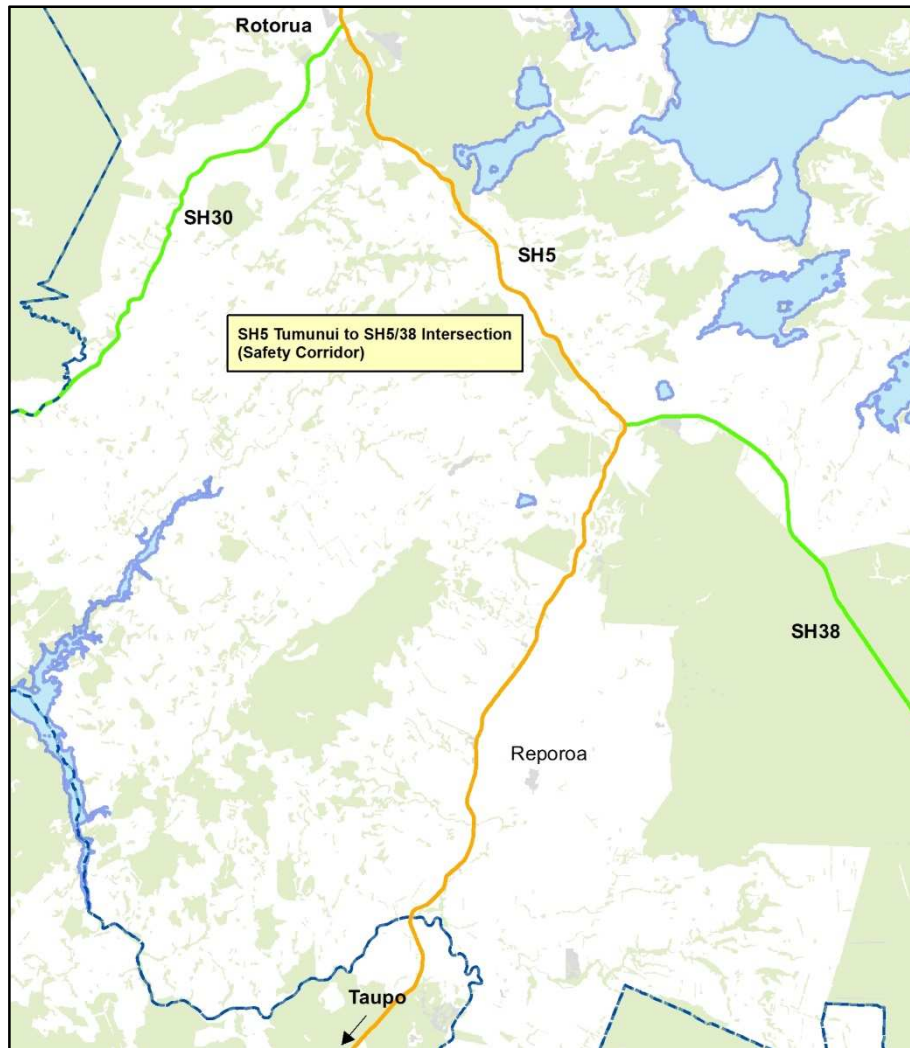 Rotorua
SH30
SH5
SH5 Tumunui to SH5/38 Intersection
(Safety Corridor)
SH38
Reporoa
Taupo